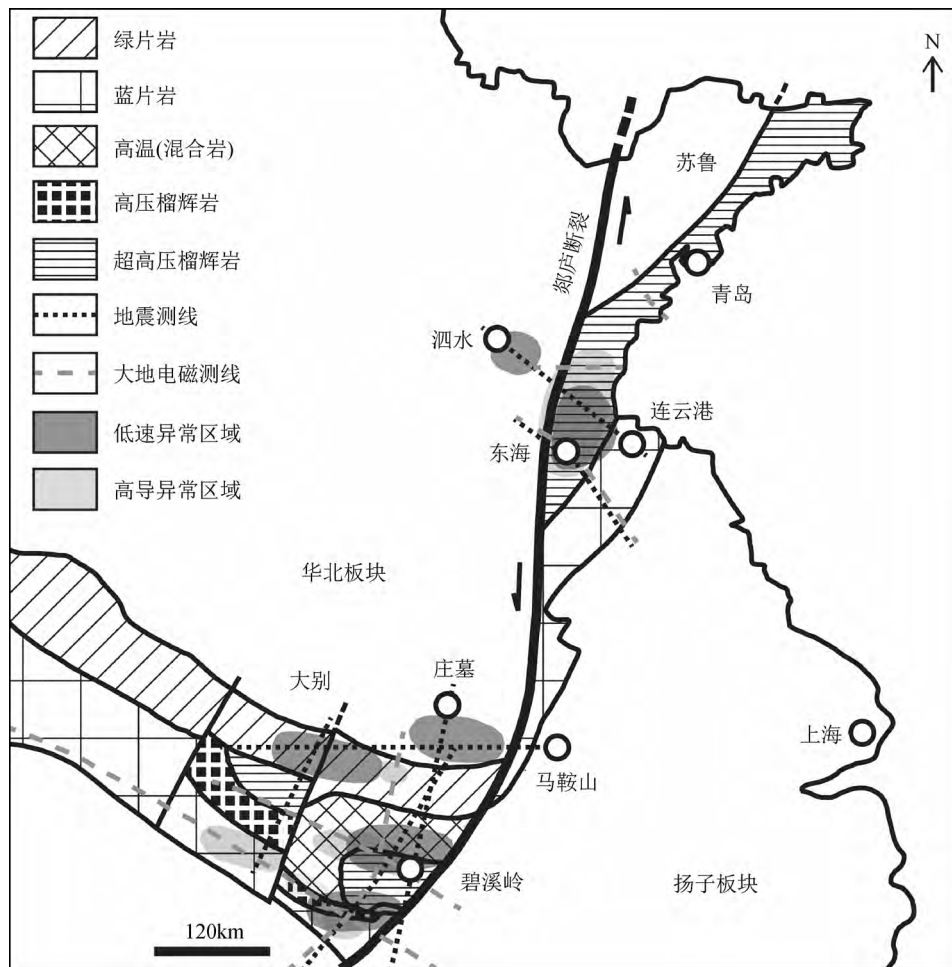 绿片岩
蓝片岩
高温(混合岩)
高压榴辉岩
超高压榴辉岩
地震测线
大地电磁测线
低速异常区域
高导异常区域
N
苏鲁
郯庐断裂
青岛
泗水
连云港
东海
华北板块
大别
庄墓
上海
马鞍山
碧溪岭
扬子板块
120km